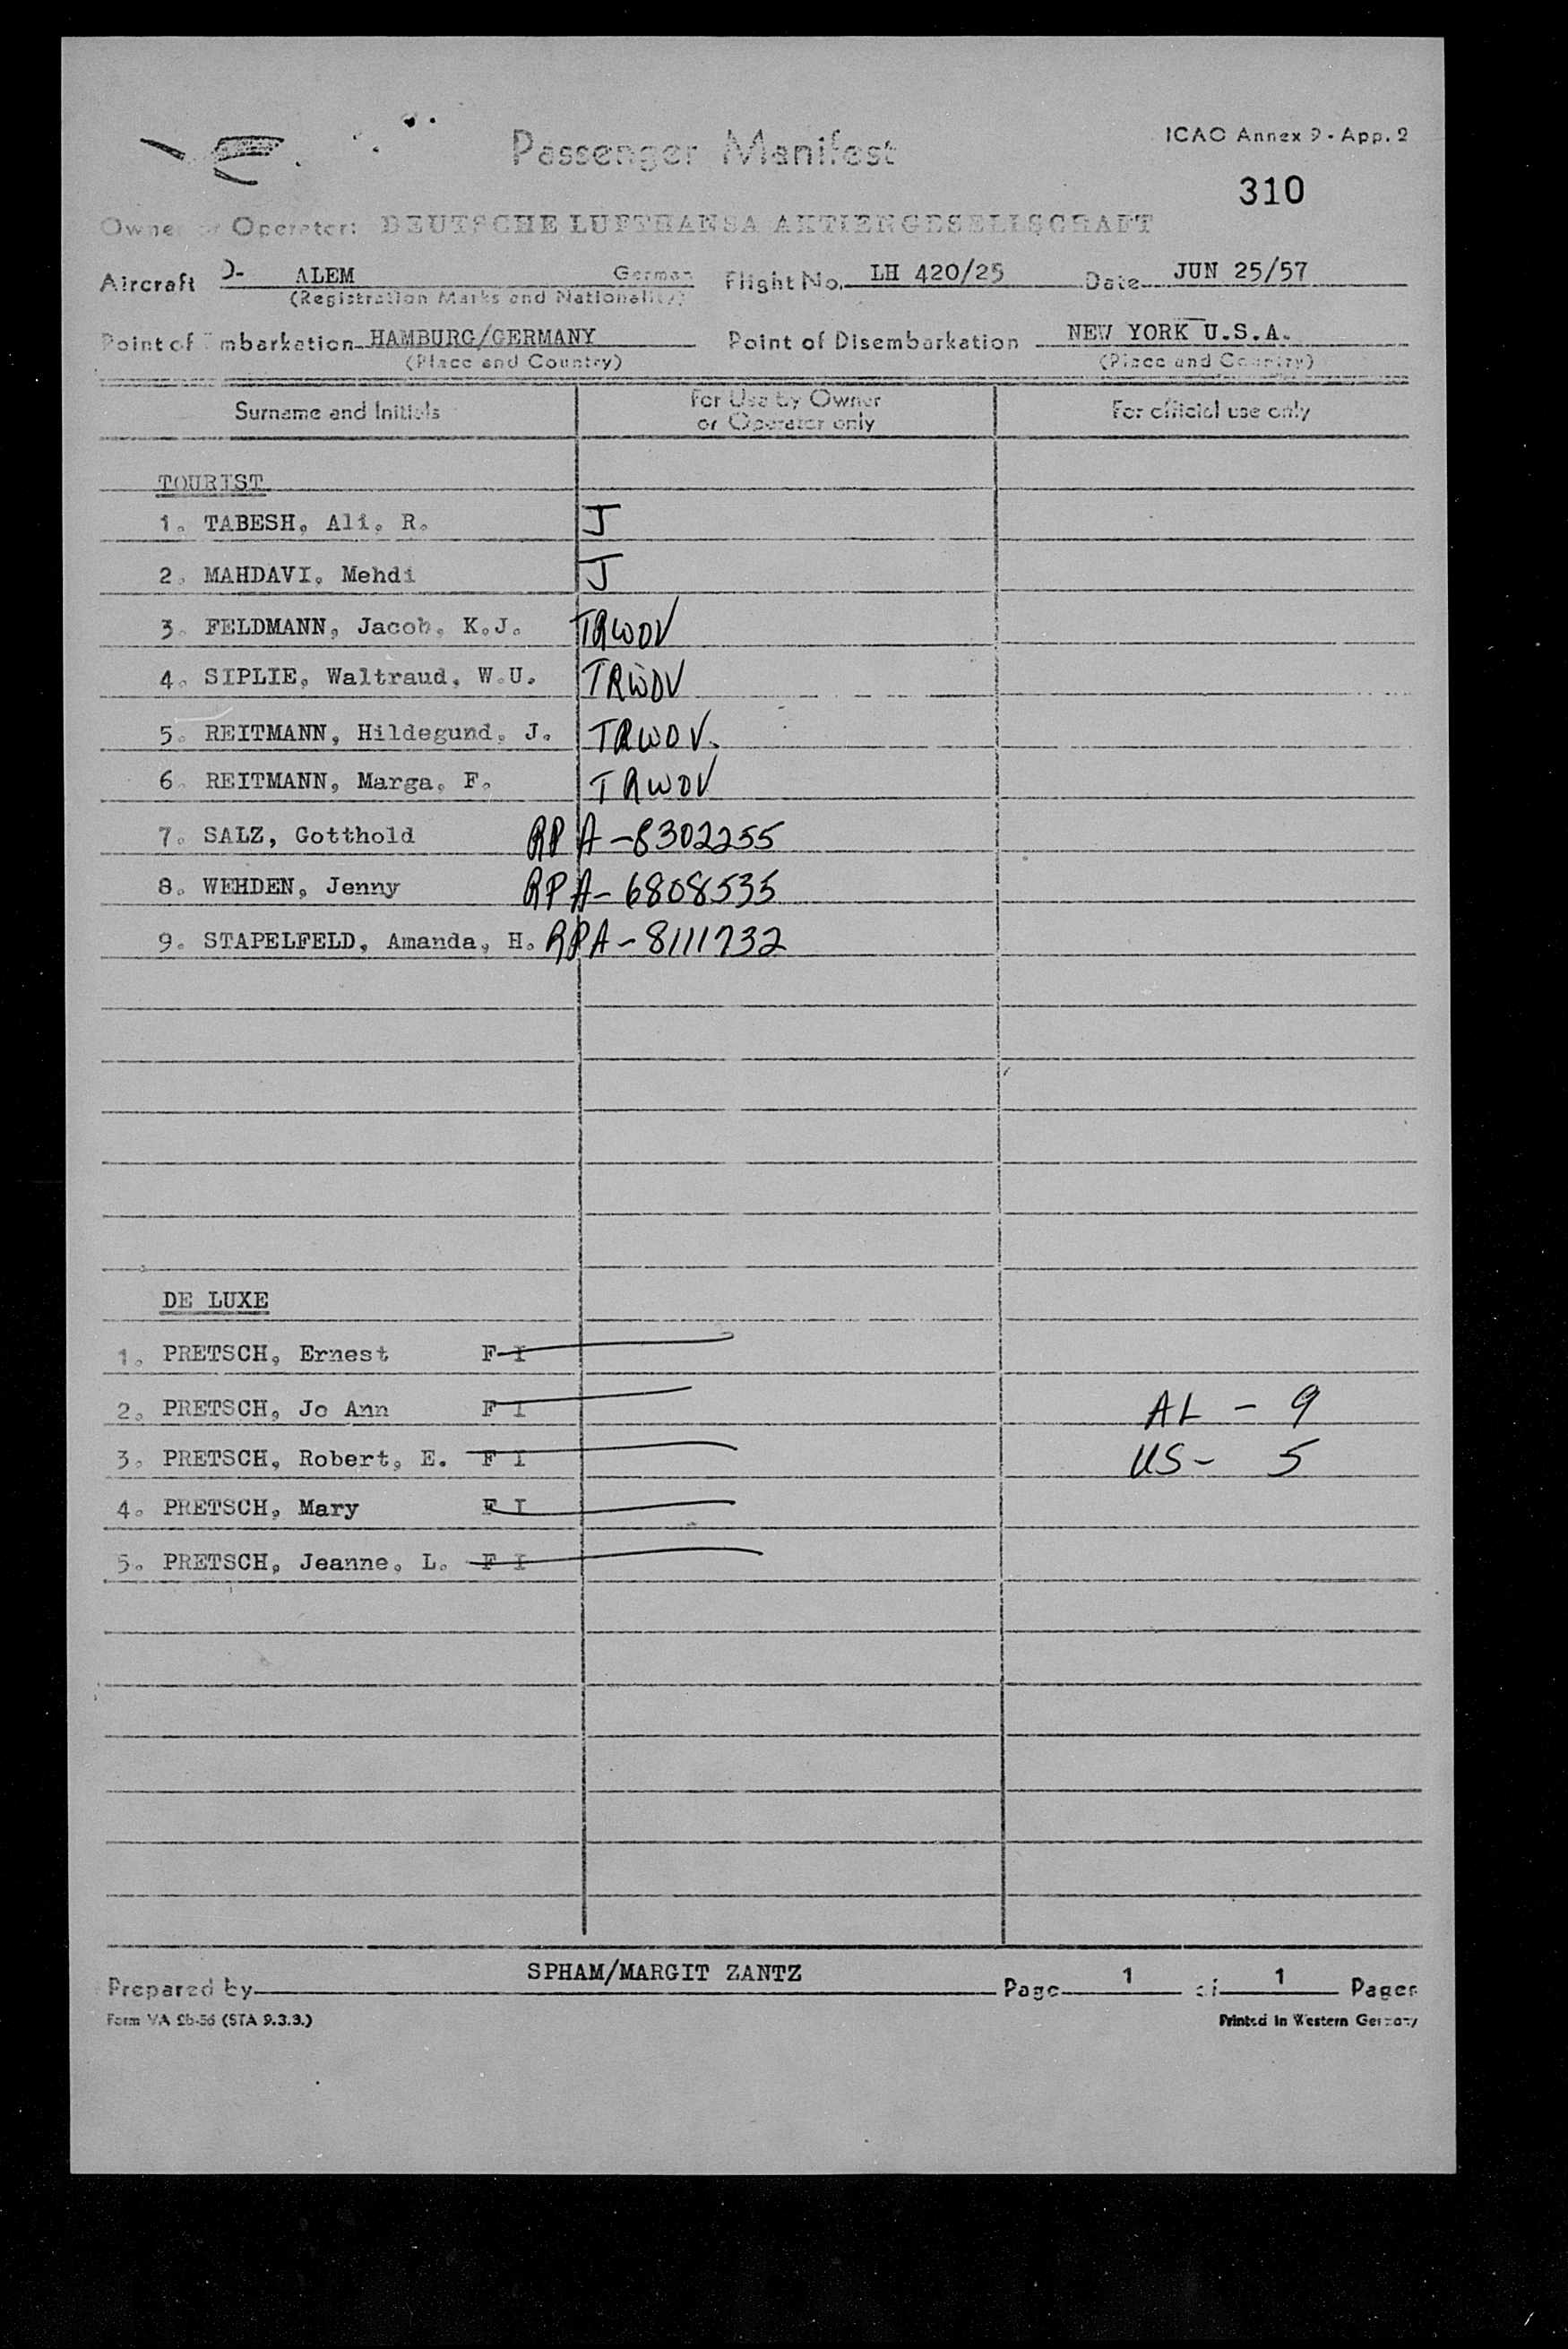 Passenger Manifest
ICAO Annex 9 - App. 2
310
Owner or Operator: DEUTSCHE LUFTHANSA AKTIENGESELLSCHAFT
Aircraft D- ALEM German Flight No. LH 420/25 Date JUN 25/57
(Registration Marks and Nationality)
Point of Embarkation HAMBURG/GERMANY Point of Disembarkation NEW YORK U.S.A.
(Place and Country) (Place and Country)
Surname and Initials For Use by Owner or Operator only For official use only
TOURIST
1. TABESH, Ali, R. J
2. MAHDAVI, Mehdi J
3. FELDMANN, Jacob, K.J. TRWOV
4. SIPLIE, Waltraud, W.U. TRWOV
5. REITMANN, Hildegund, J. TRWOV.
6. REITMANN, Marga, F. TRWOV
7. SALZ, Gotthold RP A-8302255
8. WEHDEN, Jenny RP A-6808535
9. STAPELFELD, Amanda, H. RPA-8111732
DE LUXE
1. PRETSCH, Ernest F I
2. PRETSCH, Jo Ann F I AL - 9
3. PRETSCH, Robert, E. F I US - 5
4. PRETSCH, Mary F I
5. PRETSCH, Jeanne, L. F I
Prepared by SPHAM/MARGIT ZANTZ Page 1 of 1 Pages
Form VA 2b-56 (STA 9.3.3.) Printed in Western Germany